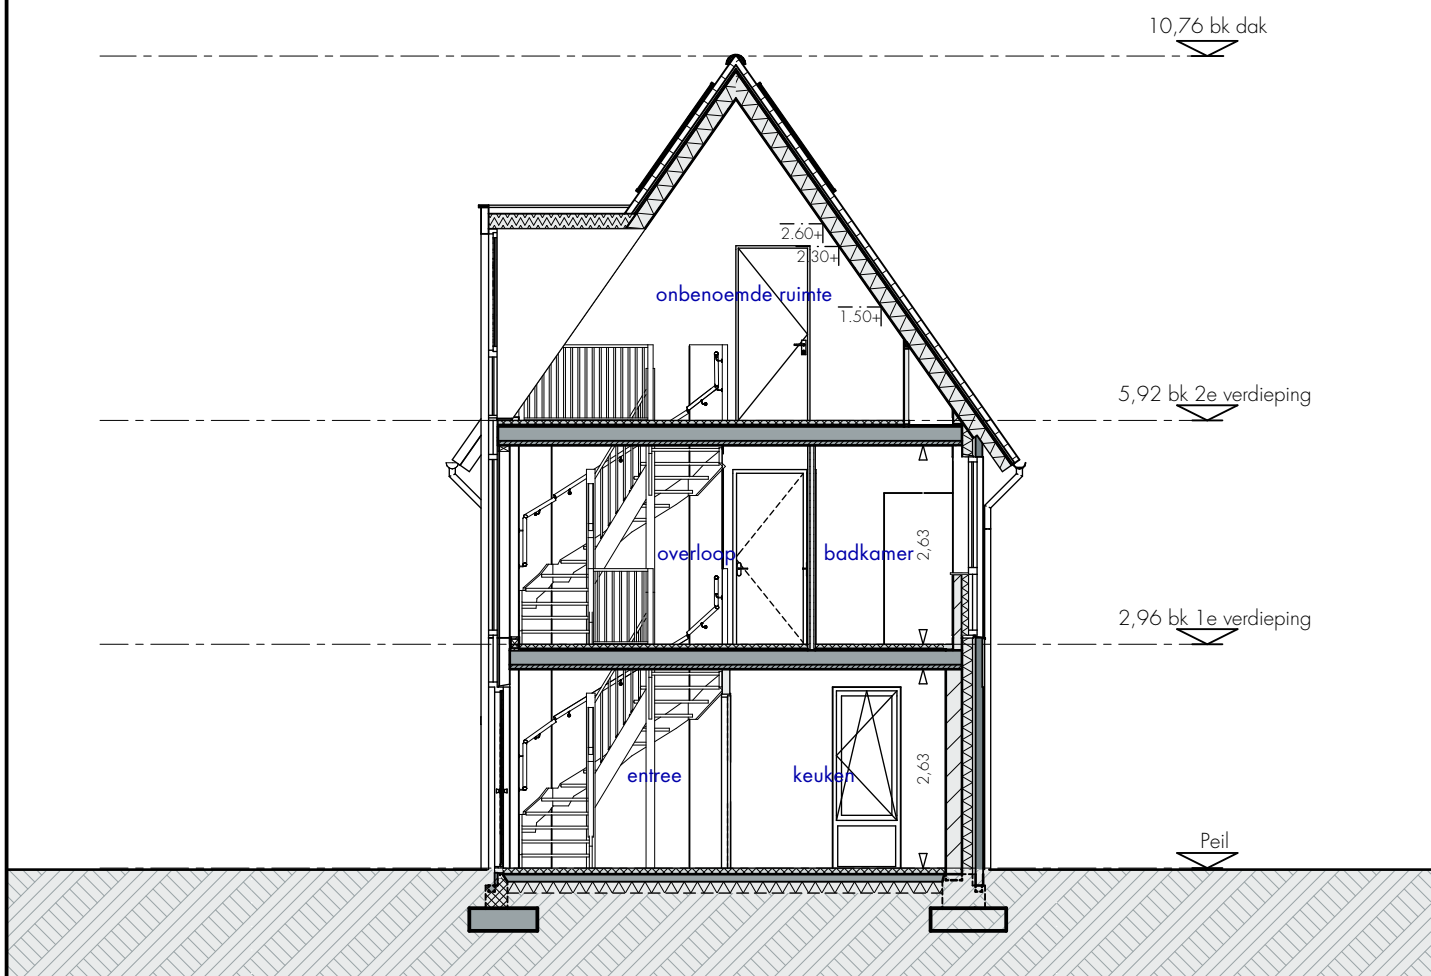 10,76 bk dak
2.60+
2.30+
onbenoemde ruimte
1.50+
5,92 bk 2e verdieping
overloop
badkamer
2,63
2,96 bk 1e verdieping
entree
keuken
2,63
Peil